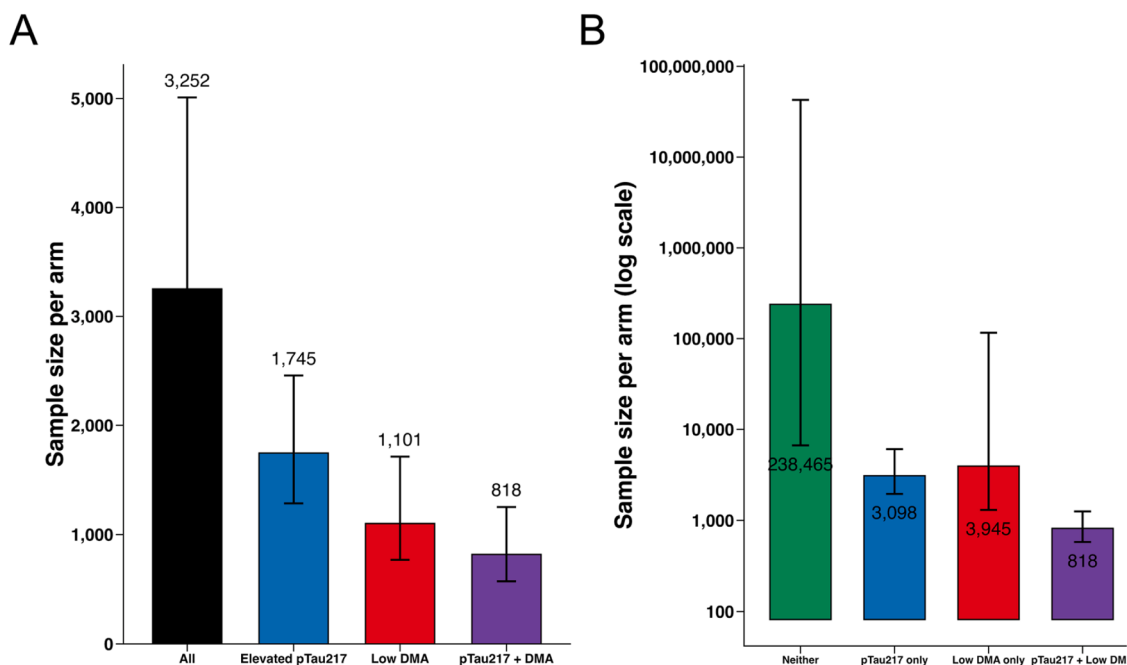 A
B
Sample size per arm
5,000
4,000
3,000
2,000
1,000
0
3,252
1,745
1,101
818
All
Elevated pTau217
Low DMA
pTau217 + DMA
Sample size per arm (log scale)
100,000,000
10,000,000
1,000,000
100,000
10,000
1,000
100
238,465
3,098
3,945
818
Neither
pTau217 only
Low DMA only
pTau217 + Low DM